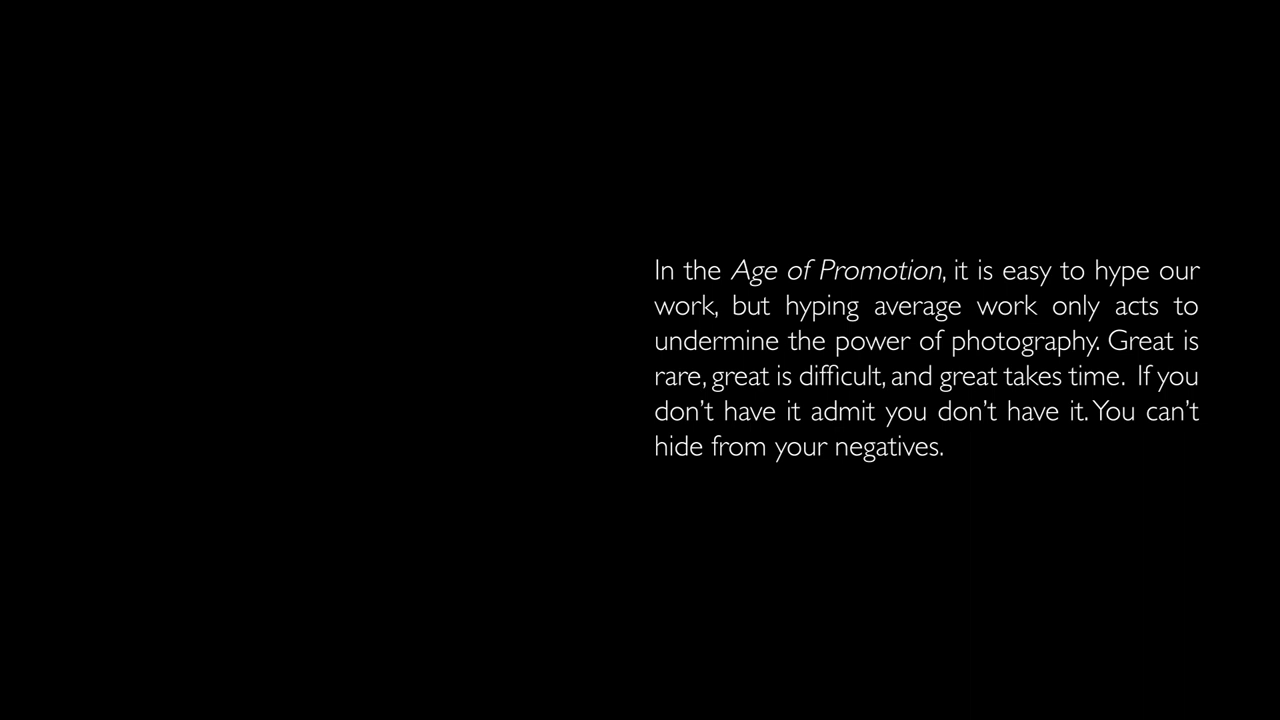 In the Age of Promotion, it is easy to hype our
work, but hyping average work only acts to
undermine the power of photography. Great is
rare, great is difficult, and great takes time.  If you
don’t have it admit you don’t have it. You can’t
hide from your negatives.